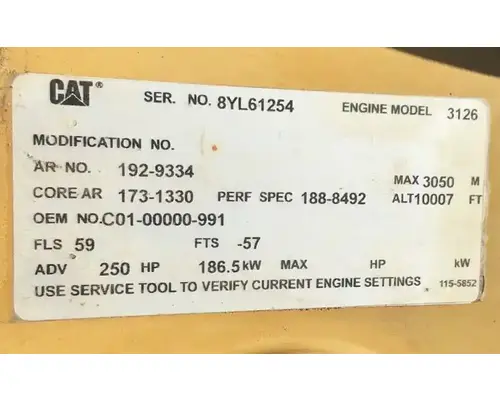 CAT® SER. NO. 8YL61254 ENGINE MODEL 3126
MODIFICATION NO.
AR NO. 192-9334 MAX 3050 M
CORE AR 173-1330 PERF SPEC 188-8492 ALT10007 FT
OEM NO.C01-00000-991
FLS 59 FTS -57
ADV 250 HP 186.5kW MAX HP kW
USE SERVICE TOOL TO VERIFY CURRENT ENGINE SETTINGS 115-5852